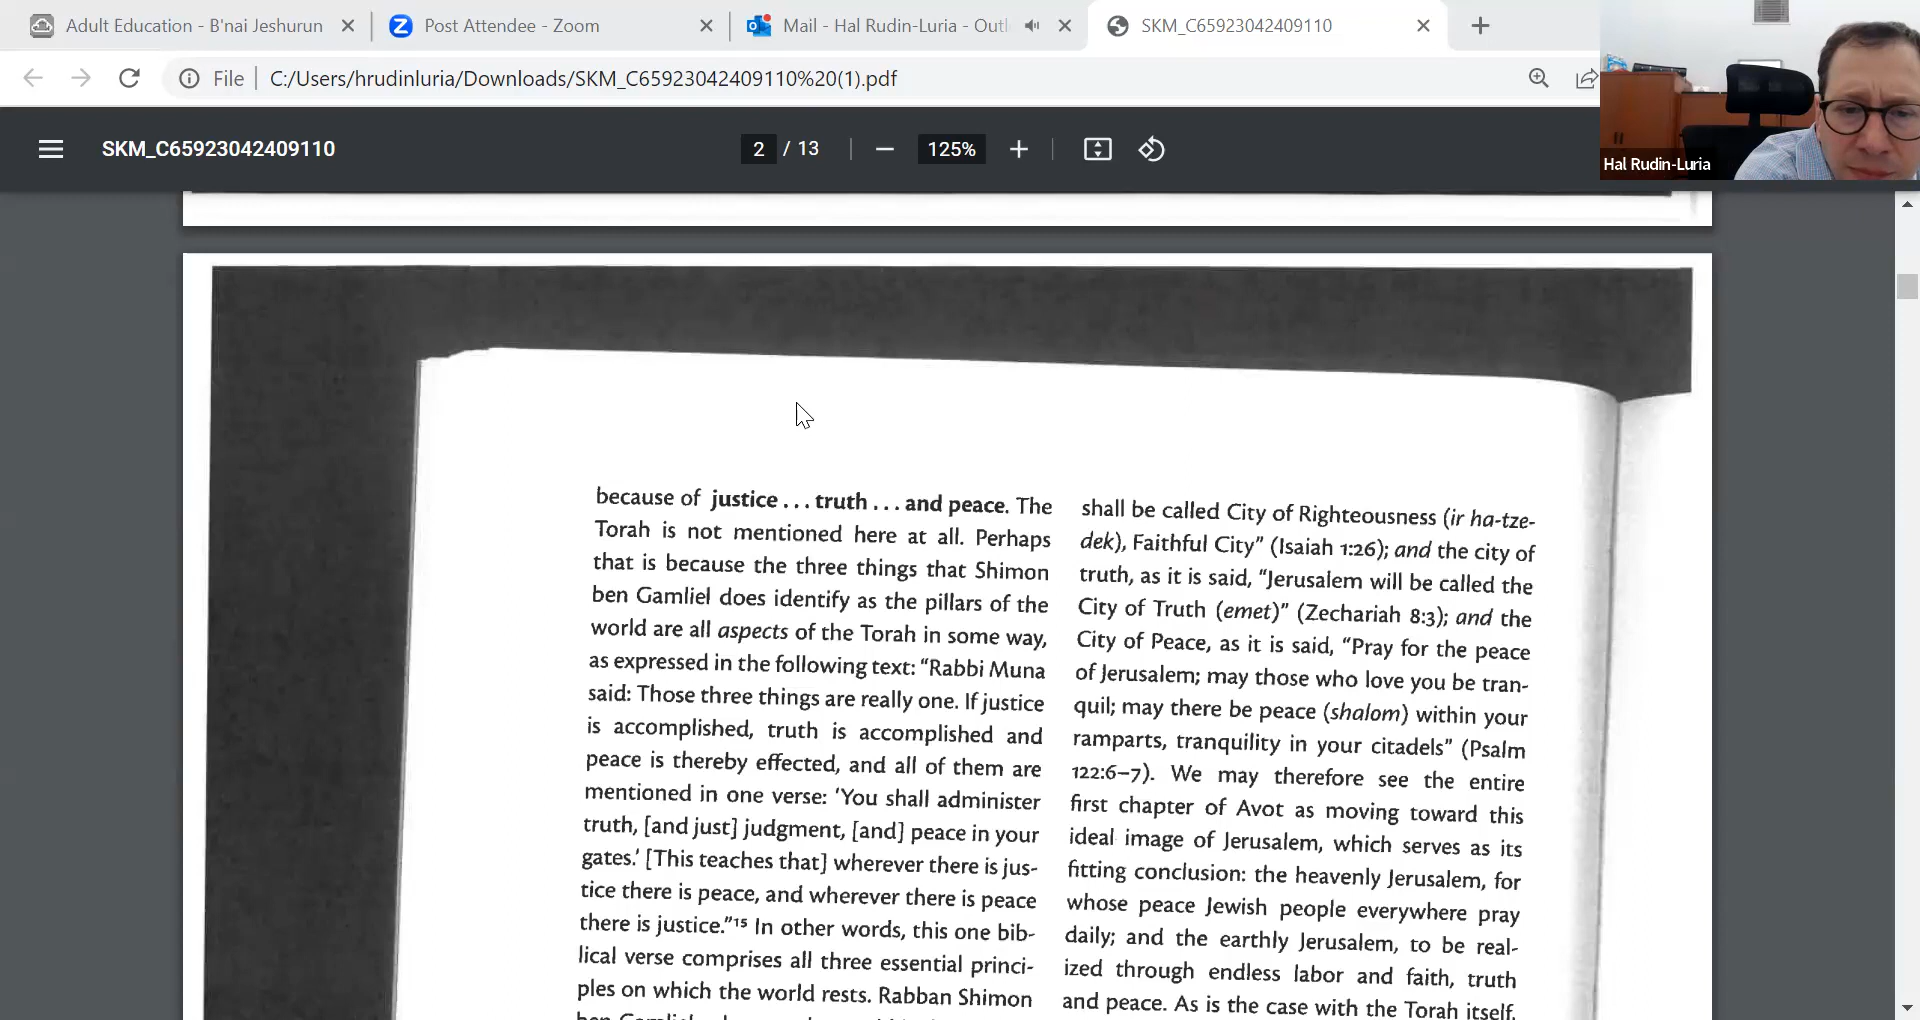 Adult Education - B'nai Jeshurun
Post Attendee - Zoom
Mail - Hal Rudin-Luria - Outl
SKM_C65923042409110
File
C:/Users/hrudinluria/Downloads/SKM_C65923042409110%20(1).pdf
Hal Rudin-Luria
SKM_C65923042409110
2 / 13
125%
because of justice . . . truth . . . and peace. The
Torah is not mentioned here at all. Perhaps
that is because the three things that Shimon
ben Gamliel does identify as the pillars of the
world are all aspects of the Torah in some way,
as expressed in the following text: “Rabbi Muna
said: Those three things are really one. If justice
is accomplished, truth is accomplished and
peace is thereby effected, and all of them are
mentioned in one verse: ‘You shall administer
truth, [and just] judgment, [and] peace in your
gates.’ [This teaches that] wherever there is jus-
tice there is peace, and wherever there is peace
there is justice.”15 In other words, this one bib-
lical verse comprises all three essential princi-
ples on which the world rests. Rabban Shimon
shall be called City of Righteousness (ir ha-tze-
dek), Faithful City” (Isaiah 1:26); and the city of
truth, as it is said, “Jerusalem will be called the
City of Truth (emet)” (Zechariah 8:3); and the
City of Peace, as it is said, “Pray for the peace
of Jerusalem; may those who love you be tran-
quil; may there be peace (shalom) within your
ramparts, tranquility in your citadels” (Psalm
122:6–7). We may therefore see the entire
first chapter of Avot as moving toward this
ideal image of Jerusalem, which serves as its
fitting conclusion: the heavenly Jerusalem, for
whose peace Jewish people everywhere pray
daily; and the earthly Jerusalem, to be real-
ized through endless labor and faith, truth
and peace. As is the case with the Torah itself,